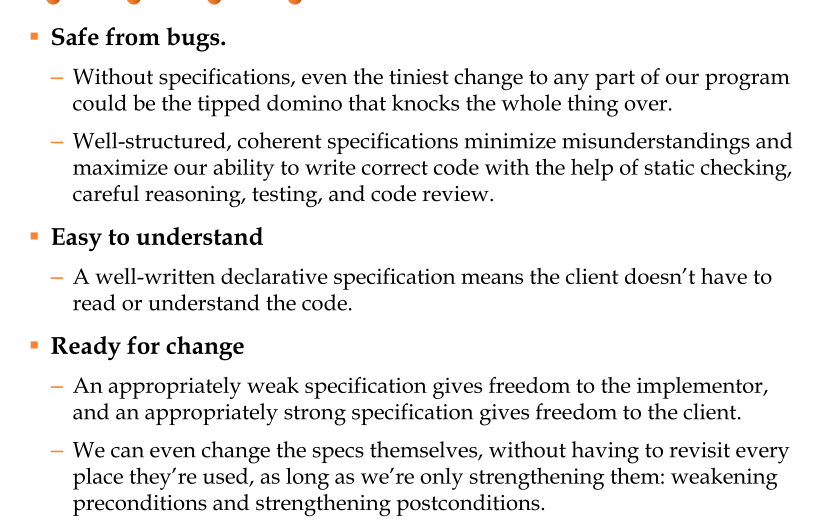 ▪ Safe from bugs.
– Without specifications, even the tiniest change to any part of our program
could be the tipped domino that knocks the whole thing over.
– Well-structured, coherent specifications minimize misunderstandings and
maximize our ability to write correct code with the help of static checking,
careful reasoning, testing, and code review.
▪ Easy to understand
– A well-written declarative specification means the client doesn’t have to
read or understand the code.
▪ Ready for change
– An appropriately weak specification gives freedom to the implementor,
and an appropriately strong specification gives freedom to the client.
– We can even change the specs themselves, without having to revisit every
place they’re used, as long as we’re only strengthening them: weakening
preconditions and strengthening postconditions.